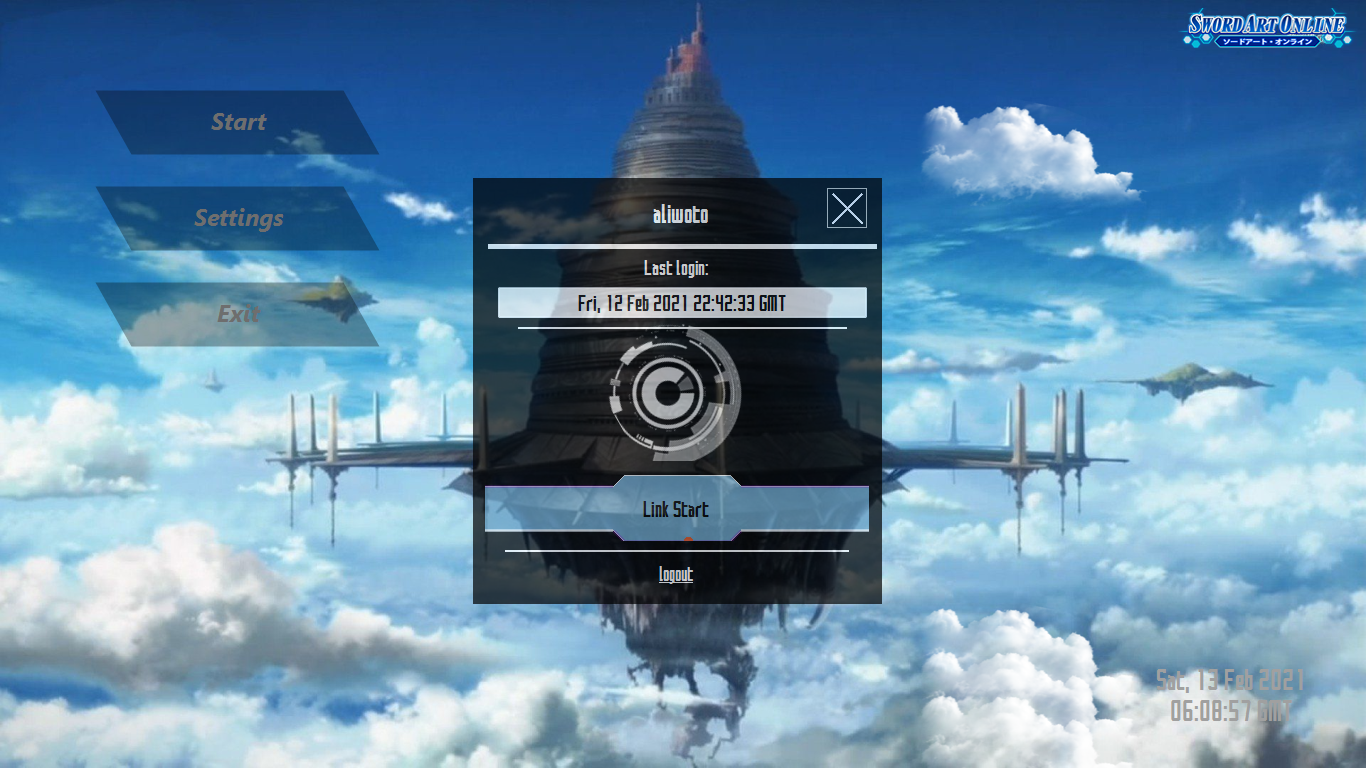 SWORD ART ONLINE
ソードアート・オンライン
Start
Settings
Exit
aliwoto
Last login:
Fri, 12 Feb 2021 22:42:33 GMT
Link Start
logout
Sat, 13 Feb 2021
06:08:57 GMT